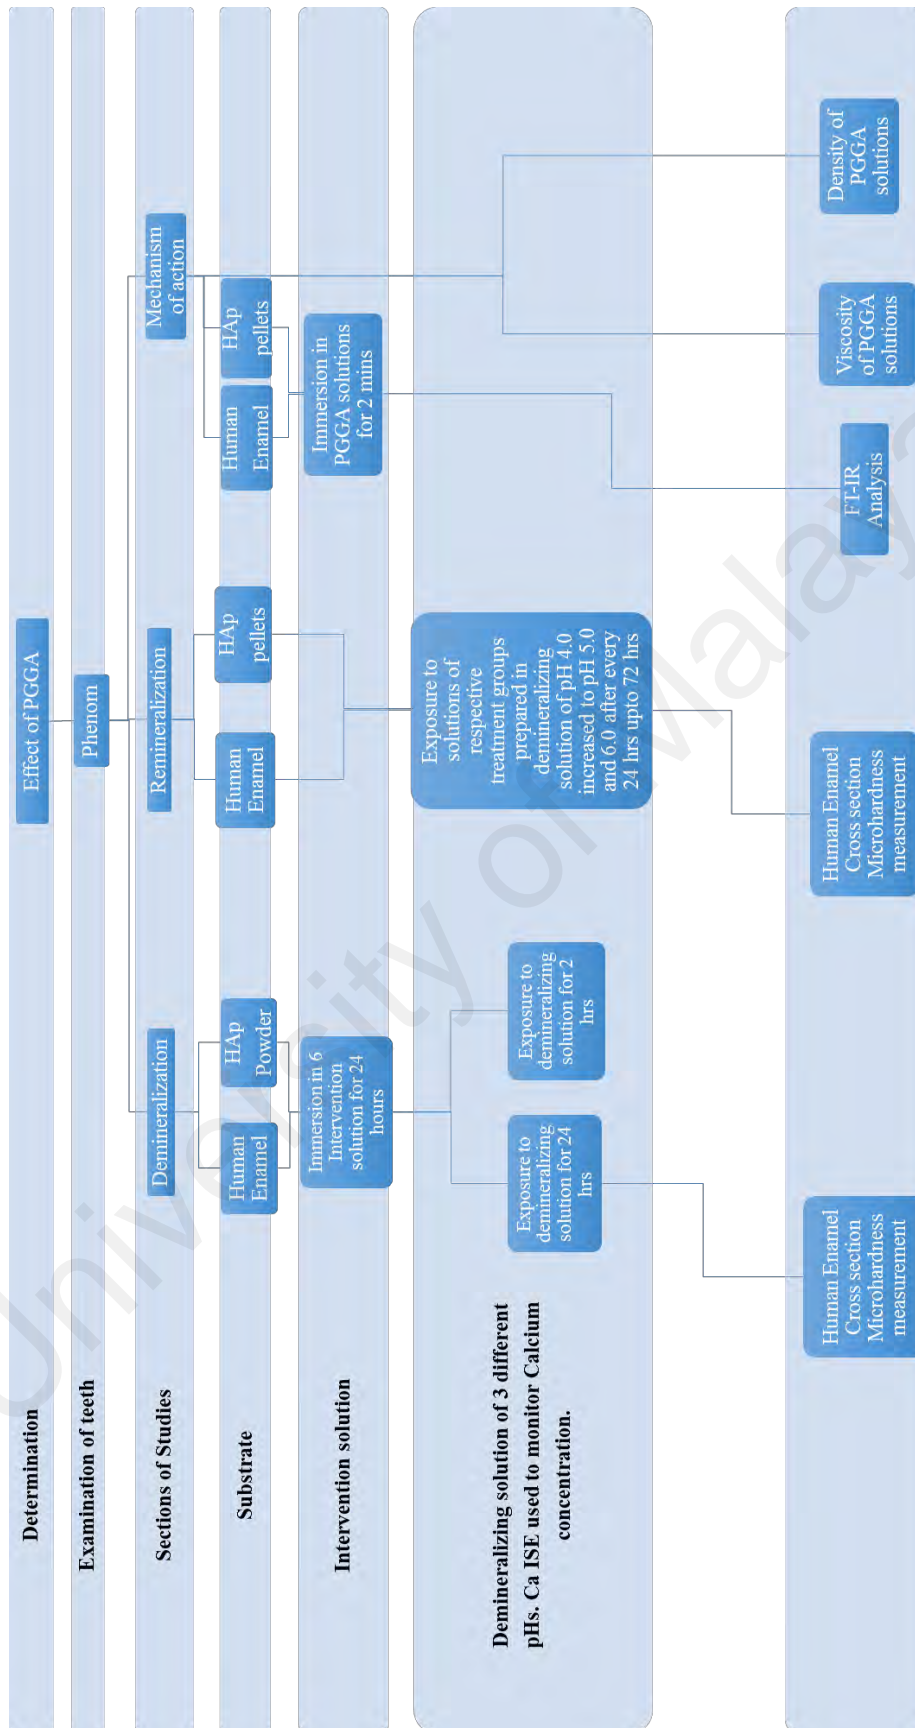 Determination
Effect of PGGA
Examination of teeth
Phenom
Sections of Studies
Demineralization
Remineralization
Mechanism
of action
Substrate
Human
Enamel
HAp
Powder
Human
Enamel
HAp
pellets
Human
Enamel
HAp
pellets
Intervention solution
Immersion in 6
Intervention
solution for 24
hours
Immersion in
PGGA solutions
for 2 mins
Demineralizing solution of 3 different
pHs. Ca ISE used to monitor Calcium
concentration.
Exposure to
demineralizing
solution for 24
hrs
Exposure to
demineralizing
solution for 2
hrs
Exposure to
solutions of
respective
treatment groups
prepared in
demineralizing
solution of pH 4.0
increased to pH 5.0
and 6.0 after every
24 hrs upto 72 hrs
Human Enamel
Cross section
Microhardness
measurement
Human Enamel
Cross section
Microhardness
measurement
FT-IR
Analysis
Viscosity
of PGGA
solutions
Density of
PGGA
solutions
University of Malaya